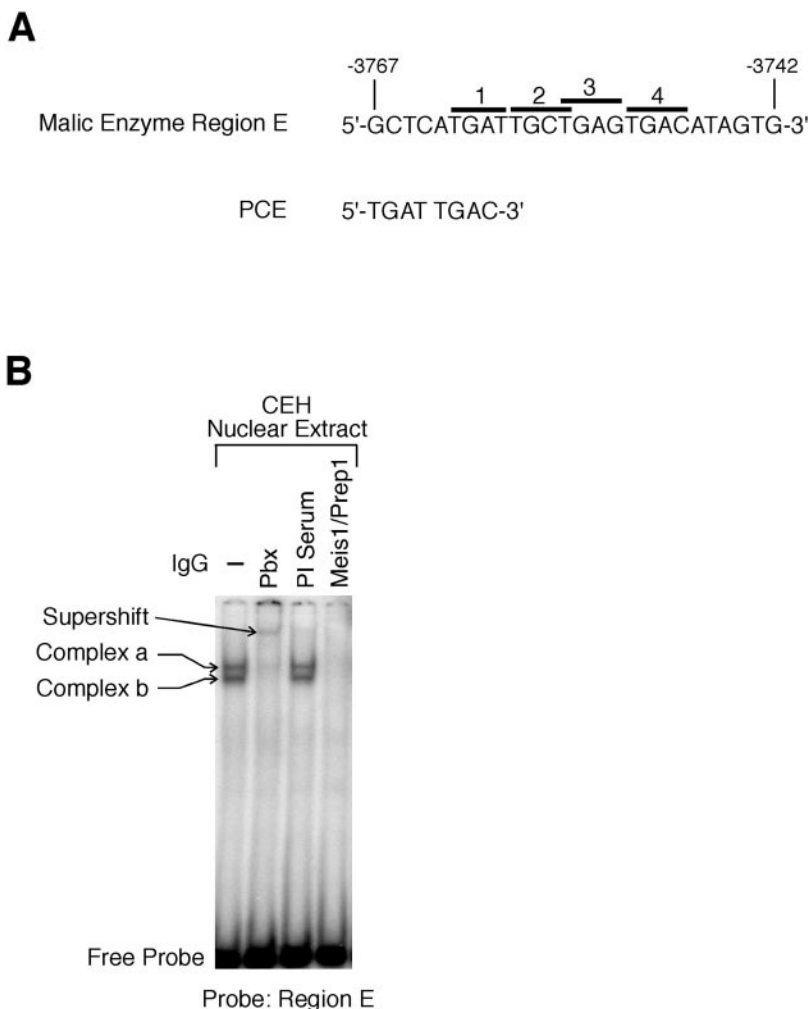 A
-3767 -3742
1 2 3 4
Malic Enzyme Region E 5'-GCTCATGATTGCTGAGTGACATAGTG-3'
PCE 5'-TGAT TGAC-3'
B
CEH
Nuclear Extract
IgG – Pbx PI Serum Meis1/Prep1
Supershift
Complex a
Complex b
Free Probe
Probe: Region E